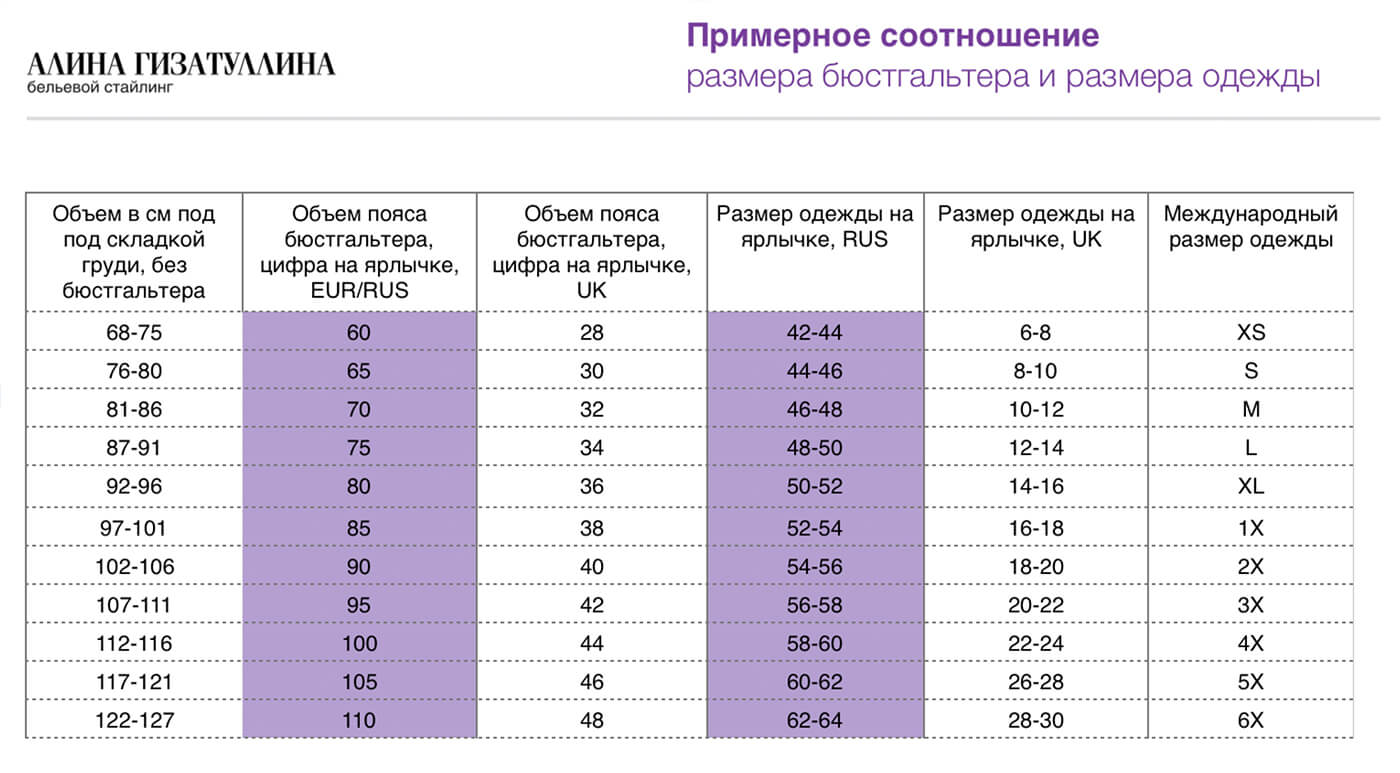 АЛИНА ГИЗАТУЛЛИНА
бельевой стайлинг
Примерное соотношение
размера бюстгальтера и размера одежды
Объем в см под под складкой груди, без бюстгальтера | Объем пояса бюстгальтера, цифра на ярлычке, EUR/RUS | Объем пояса бюстгальтера, цифра на ярлычке, UK | Размер одежды на ярлычке, RUS | Размер одежды на ярлычке, UK | Международный размер одежды
68-75 60 28 42-44 6-8 XS
76-80 65 30 44-46 8-10 S
81-86 70 32 46-48 10-12 M
87-91 75 34 48-50 12-14 L
92-96 80 36 50-52 14-16 XL
97-101 85 38 52-54 16-18 1X
102-106 90 40 54-56 18-20 2X
107-111 95 42 56-58 20-22 3X
112-116 100 44 58-60 22-24 4X
117-121 105 46 60-62 26-28 5X
122-127 110 48 62-64 28-30 6X